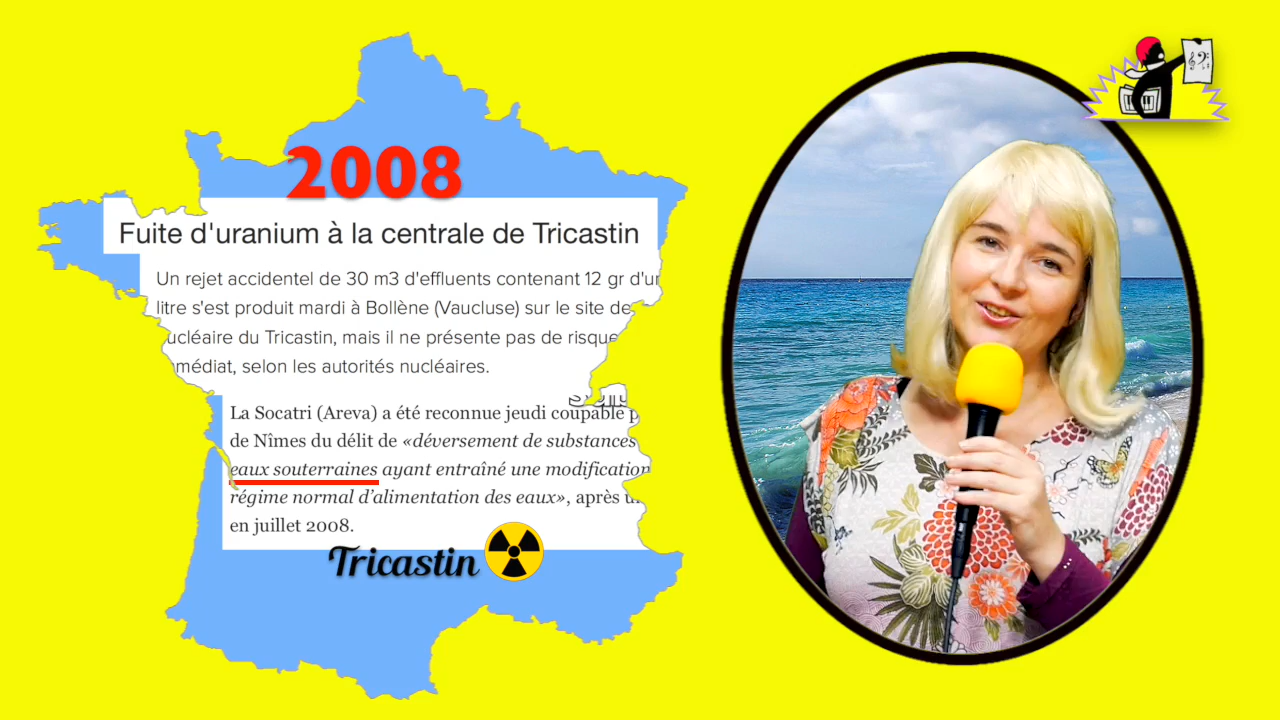 2008
Fuite d'uranium à la centrale de Tricastin
Un rejet accidentel de 30 m3 d'effluents contenant 12 gr d'ur
litre s'est produit mardi à Bollène (Vaucluse) sur le site de
ucléaire du Tricastin, mais il ne présente pas de risque
médiat, selon les autorités nucléaires.
La Socatri (Areva) a été reconnue jeudi coupable p
de Nîmes du délit de «déversement de substances
eaux souterraines ayant entraîné une modification
régime normal d'alimentation des eaux», après u
en juillet 2008.
Tricastin